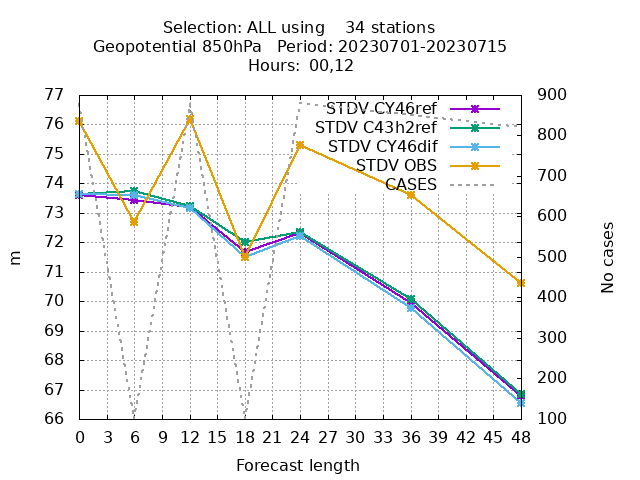 Selection: ALL using    34 stations
Geopotential 850hPa   Period: 20230701-20230715
Hours:  00,12
77
76
75
74
73
72
71
70
69
68
67
66
m
900
800
700
600
500
400
300
200
100
No cases
STDV CY46ref
STDV C43h2ref
STDV CY46dif
STDV OBS
CASES
0 3 6 9 12 15 18 21 24 27 30 33 36 39 42 45 48
Forecast length